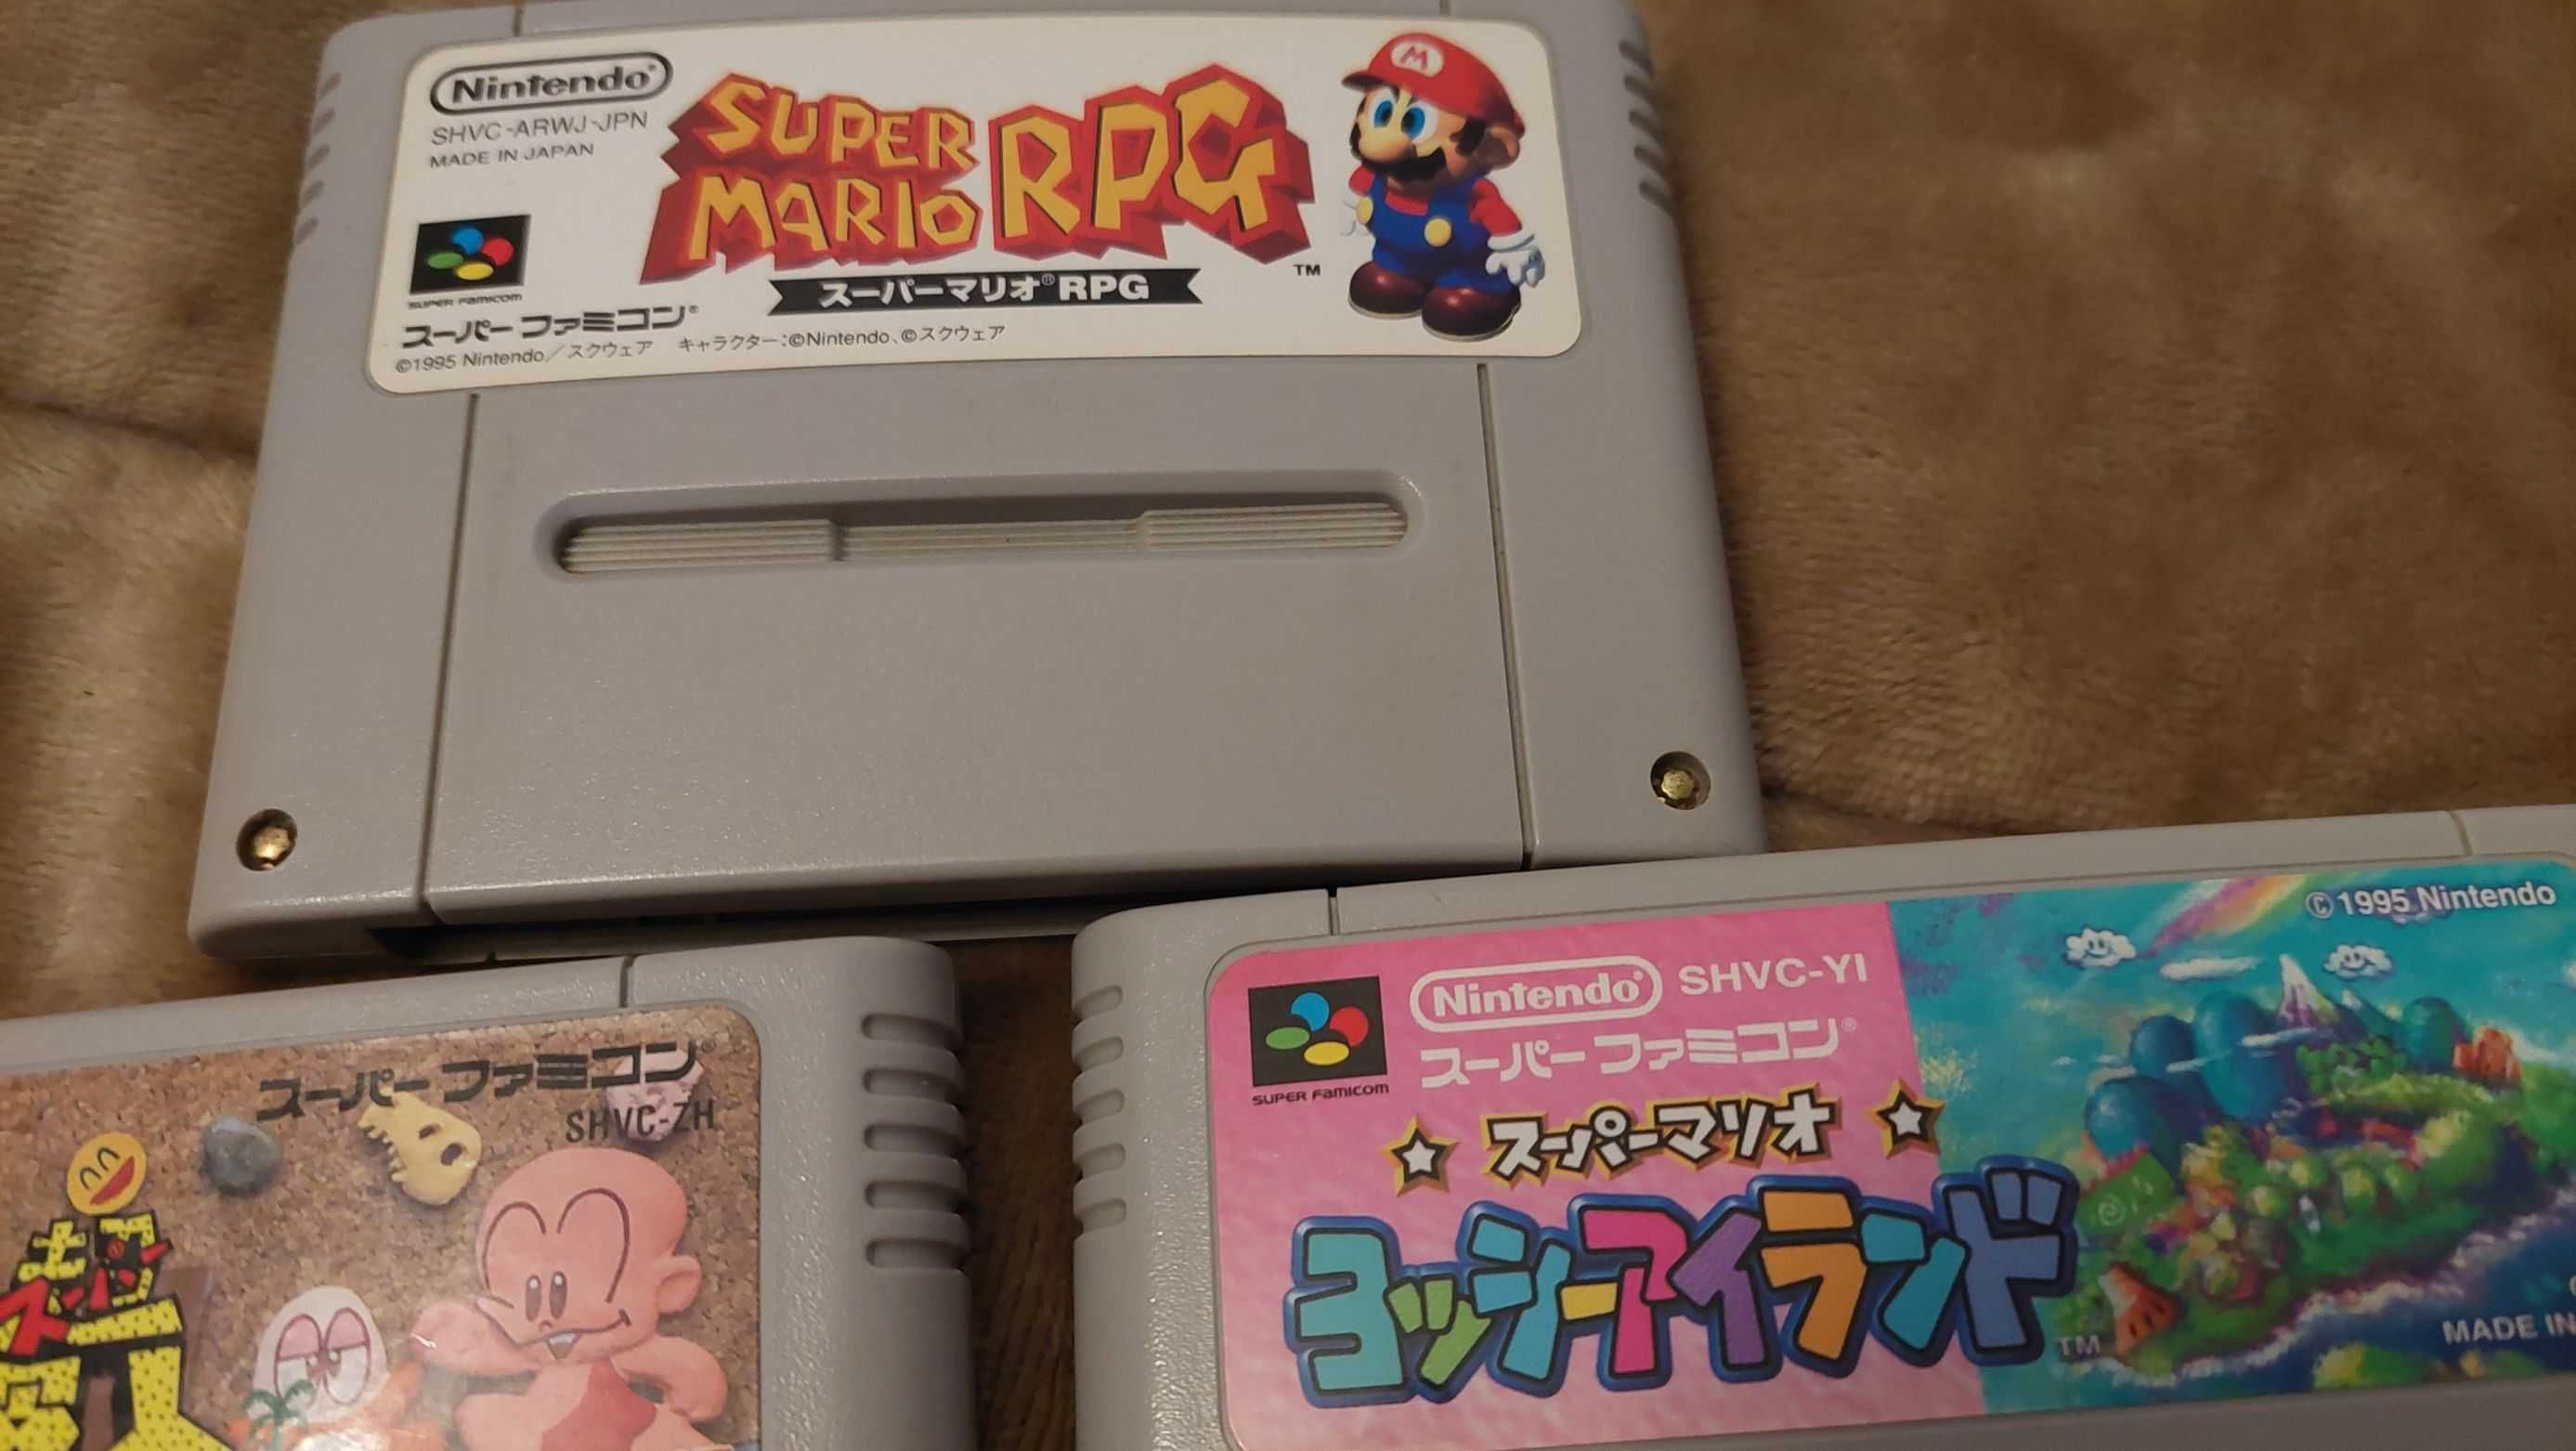 Nintendo®
SHVC-ARWJ-JPN
MADE IN JAPAN
SUPER
MARIO RPG
TM
スーパーマリオ®RPG
SUPER FAMICOM
スーパーファミコン®
©1995 Nintendo／スクウェア キャラクター:©Nintendo、©スクウェア
M
スーパーファミコン®
SHVC-ZH
超
©1995 Nintendo
Nintendo® SHVC-YI
スーパーファミコン®
SUPER FAMICOM
スーパーマリオ
ヨッシーアイランド
TM
MADE IN